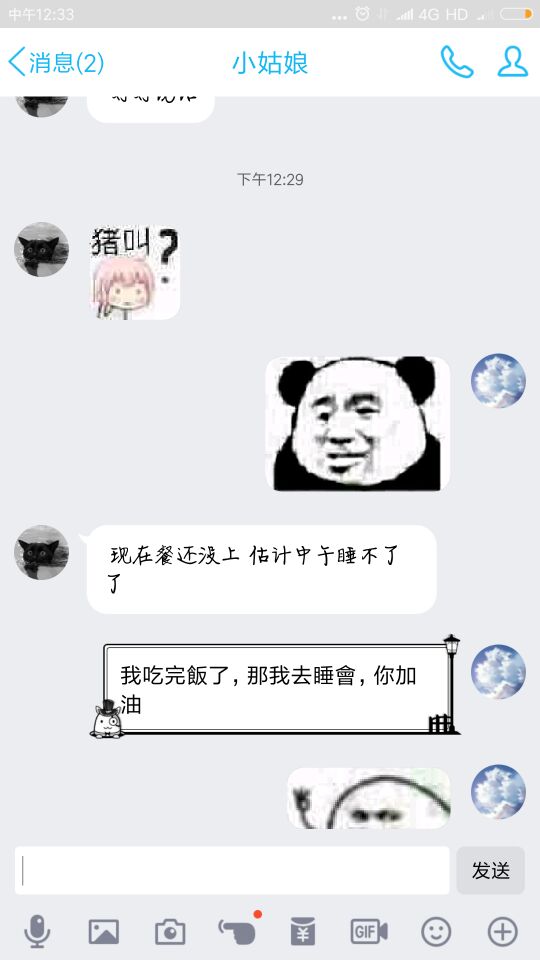 中午12:33
... 4G HD
消息(2)
小姑娘
下午12:29
猪叫?
现在餐还没上 估计中午睡不了
了
我吃完飯了,那我去睡會,你加
油
发送
GIF